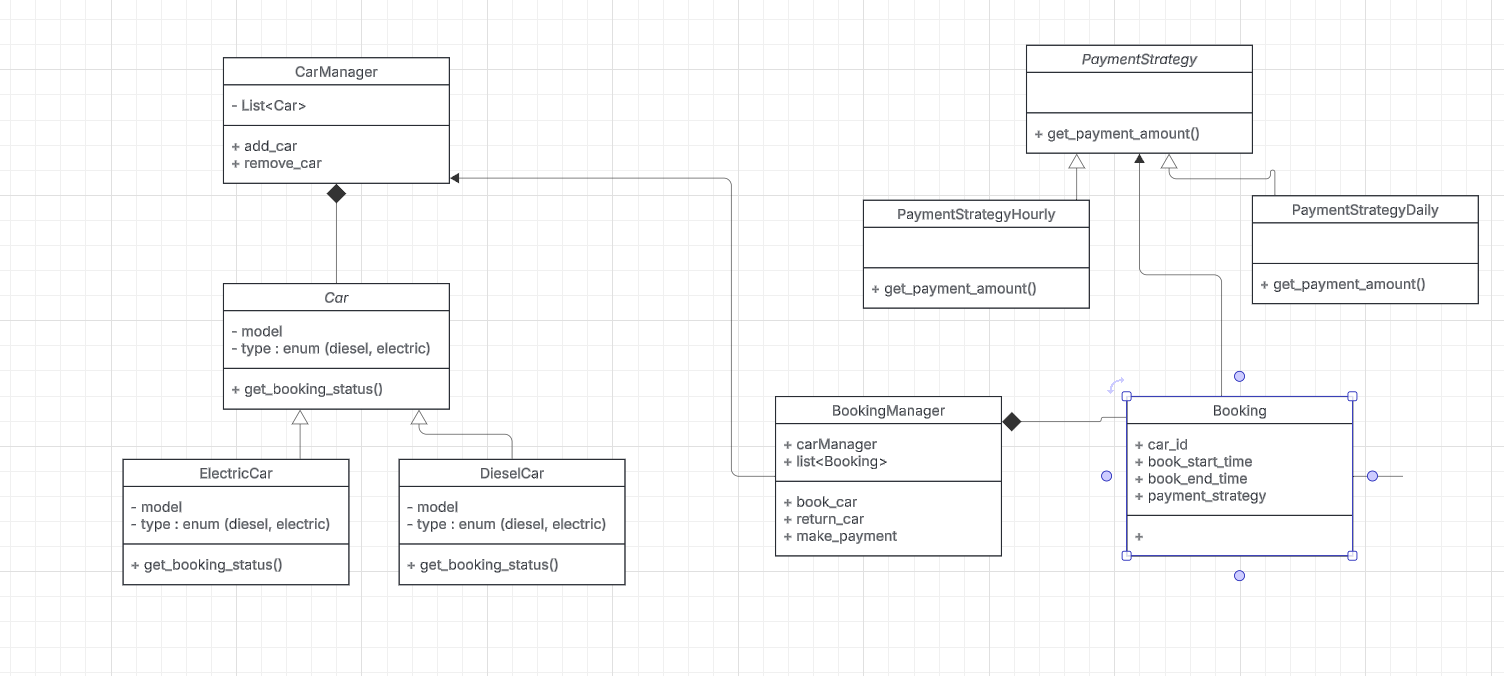 CarManager
- List<Car>
+ add_car
+ remove_car
Car
- model
- type : enum (diesel, electric)
+ get_booking_status()
ElectricCar
- model
- type : enum (diesel, electric)
+ get_booking_status()
DieselCar
- model
- type : enum (diesel, electric)
+ get_booking_status()
PaymentStrategy
+ get_payment_amount()
PaymentStrategyHourly
+ get_payment_amount()
PaymentStrategyDaily
+ get_payment_amount()
BookingManager
+ carManager
+ list<Booking>
+ book_car
+ return_car
+ make_payment
Booking
+ car_id
+ book_start_time
+ book_end_time
+ payment_strategy
+